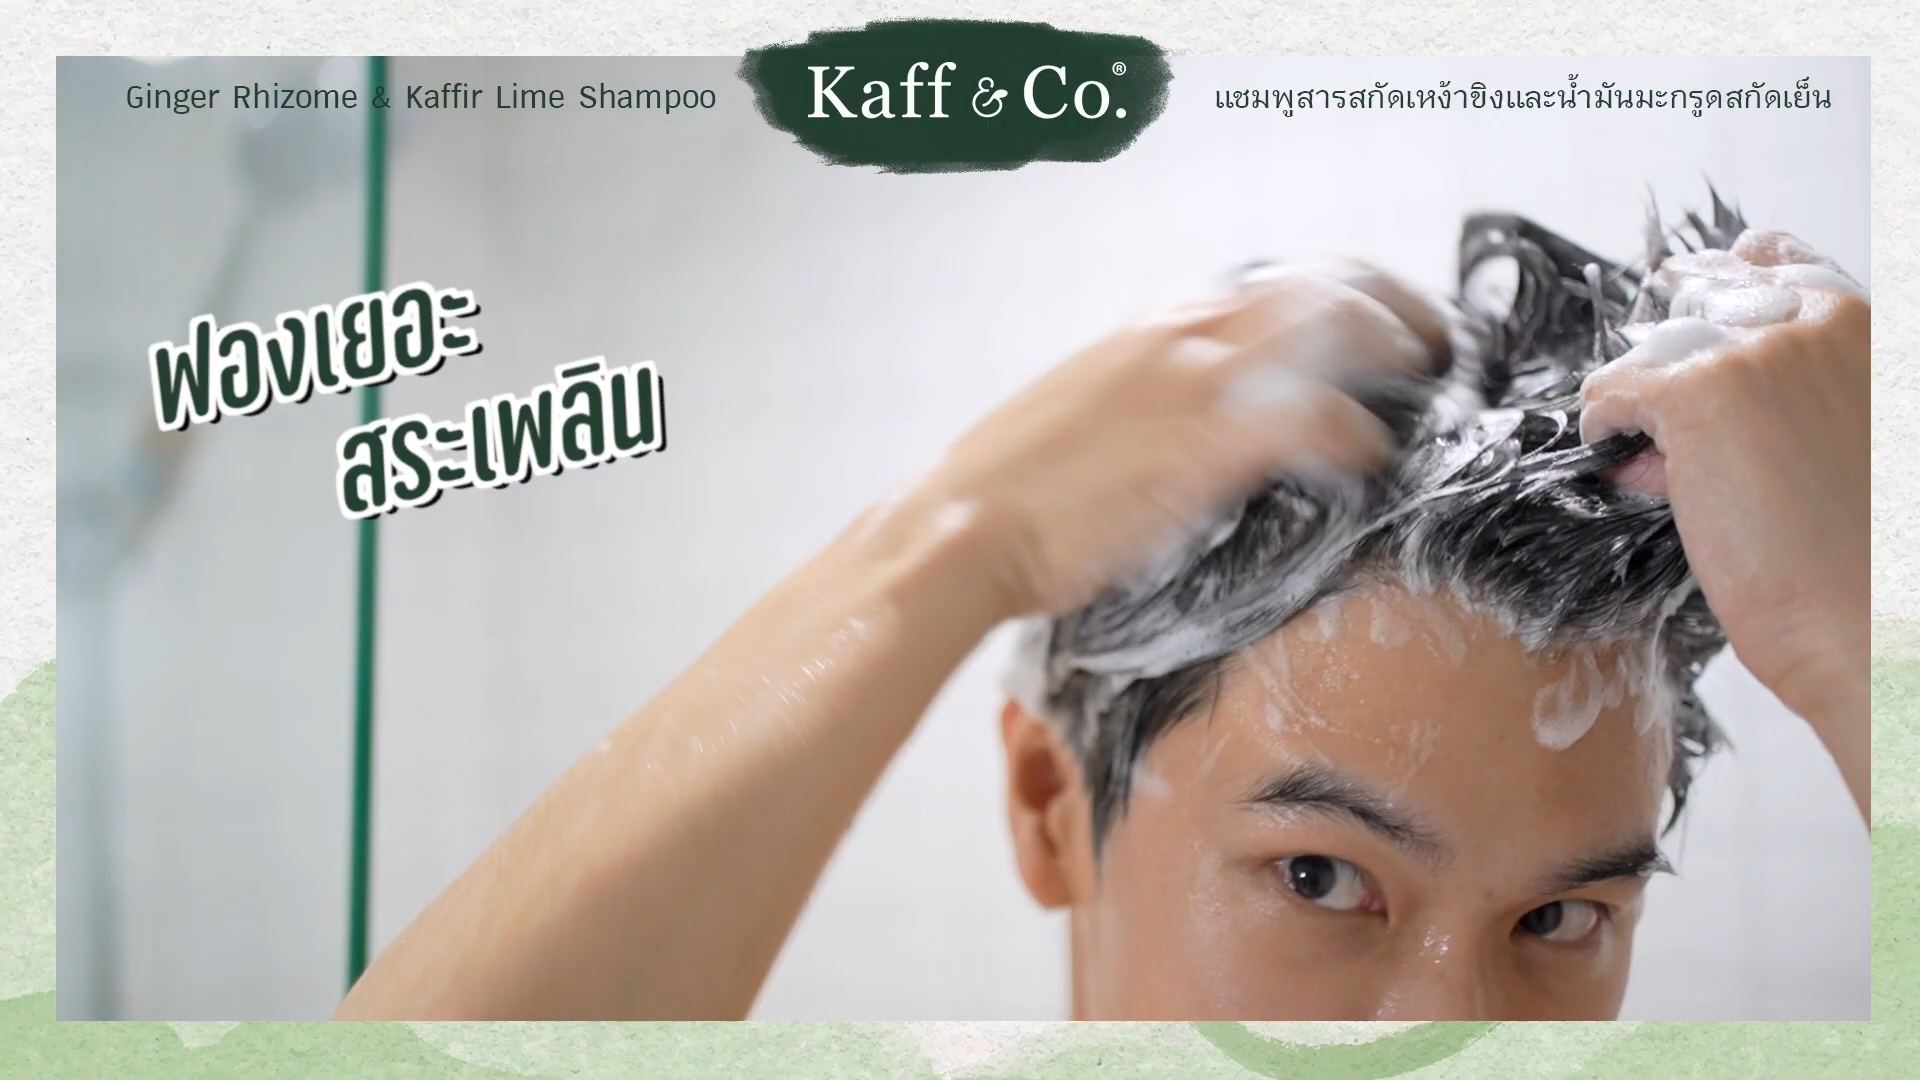 Ginger Rhizome & Kaffir Lime Shampoo
Kaff & Co.®
แชมพูสารสกัดเหง้าขิงและน้ำมันมะกรูดสกัดเย็น
ฟองเยอะ
สระเพลิน